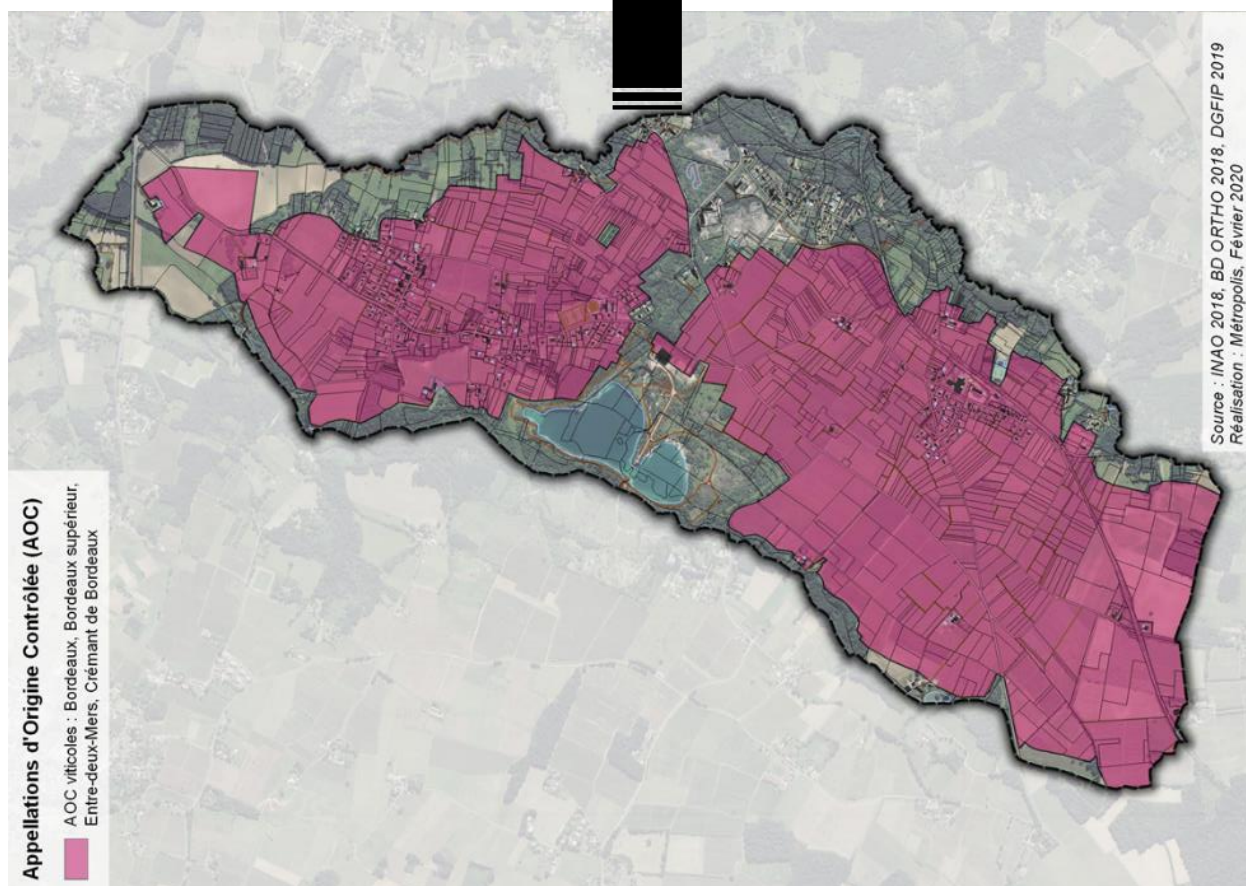 Appellations d'Origine Contrôlée (AOC)
AOC viticoles : Bordeaux, Bordeaux supérieur,
Entre-deux-Mers, Crémant de Bordeaux
Source : INAO 2018, BD ORTHO 2018, DGFIP 2019
Réalisation : Métropolis, Février 2020